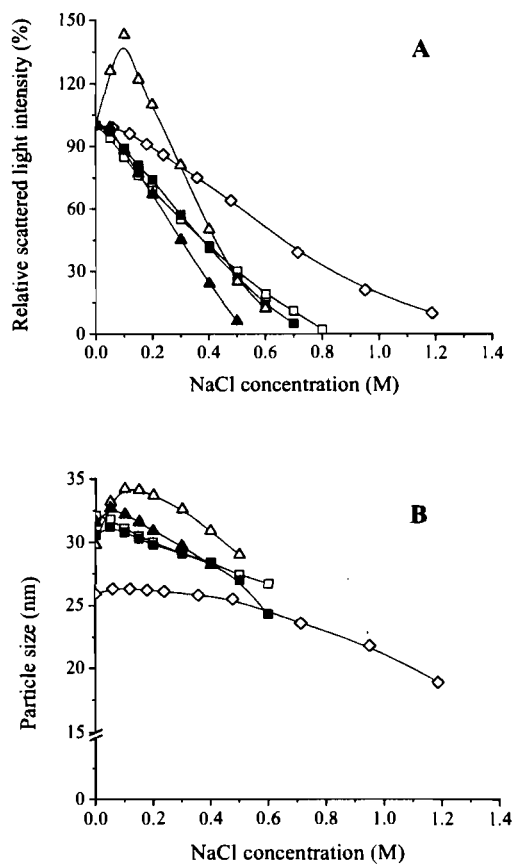 A
Relative scattered light intensity (%)
150
120
90
60
30
0
0.0 0.2 0.4 0.6 0.8 1.0 1.2 1.4
NaCl concentration (M)
B
Particle size (nm)
35
30
25
20
15
0
0.0 0.2 0.4 0.6 0.8 1.0 1.2 1.4
NaCl concentration (M)